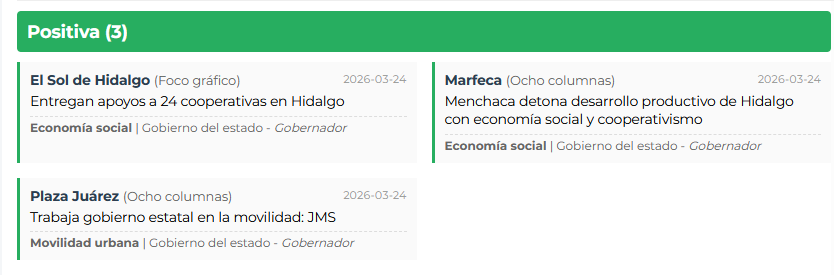 Positiva (3)
El Sol de Hidalgo (Foco gráfico) 2026-03-24
Entregan apoyos a 24 cooperativas en Hidalgo
Economía social | Gobierno del estado - Gobernador
Marfeca (Ocho columnas) 2026-03-24
Menchaca detona desarrollo productivo de Hidalgo
con economía social y cooperativismo
Economía social | Gobierno del estado - Gobernador
Plaza Juárez (Ocho columnas) 2026-03-24
Trabaja gobierno estatal en la movilidad: JMS
Movilidad urbana | Gobierno del estado - Gobernador